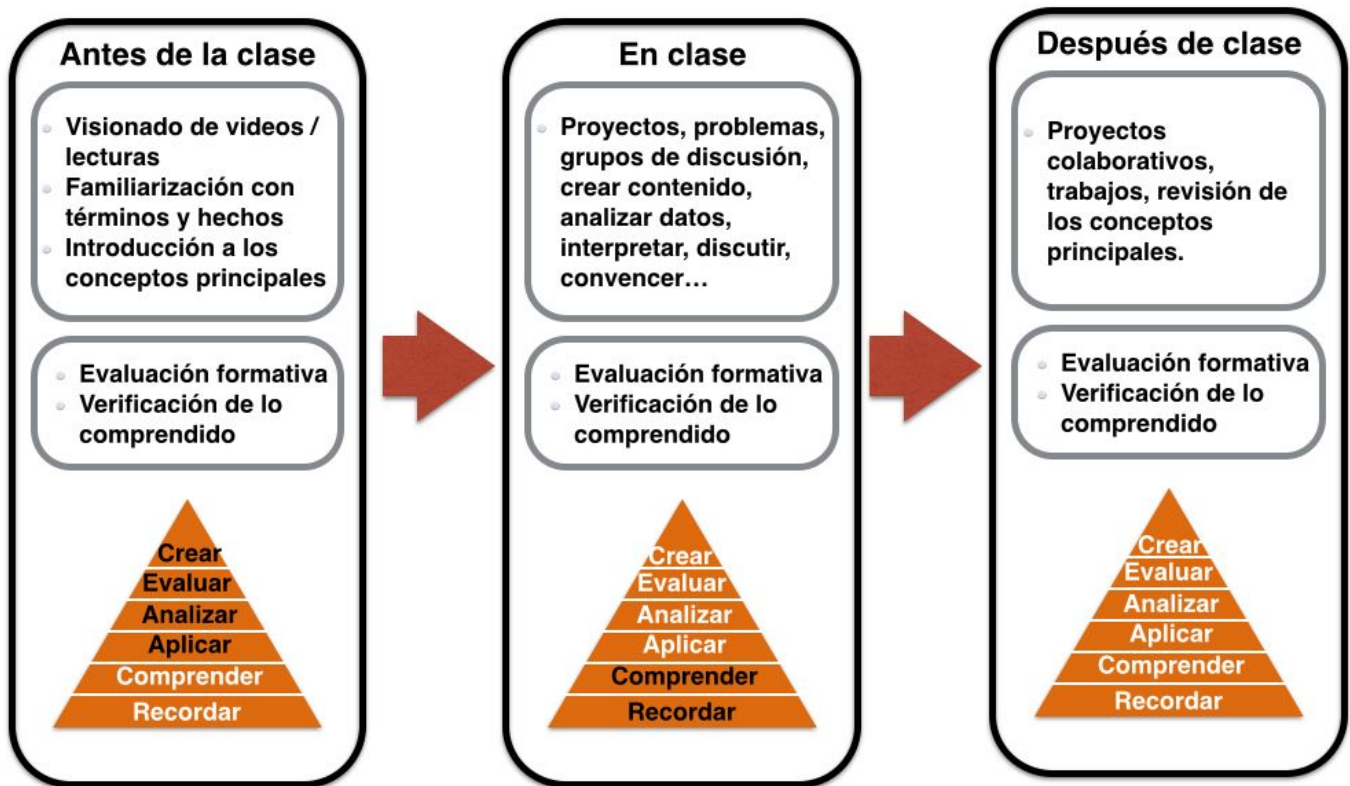 Antes de la clase
Visionado de videos /
lecturas
Familiarización con
términos y hechos
Introducción a los
conceptos principales
Evaluación formativa
Verificación de lo
comprendido
Crear
Evaluar
Analizar
Aplicar
Comprender
Recordar
En clase
Proyectos, problemas,
grupos de discusión,
crear contenido,
analizar datos,
interpretar, discutir,
convencer…
Evaluación formativa
Verificación de lo
comprendido
Crear
Evaluar
Analizar
Aplicar
Comprender
Recordar
Después de clase
Proyectos
colaborativos,
trabajos, revisión de
los conceptos
principales.
Evaluación formativa
Verificación de lo
comprendido
Crear
Evaluar
Analizar
Aplicar
Comprender
Recordar